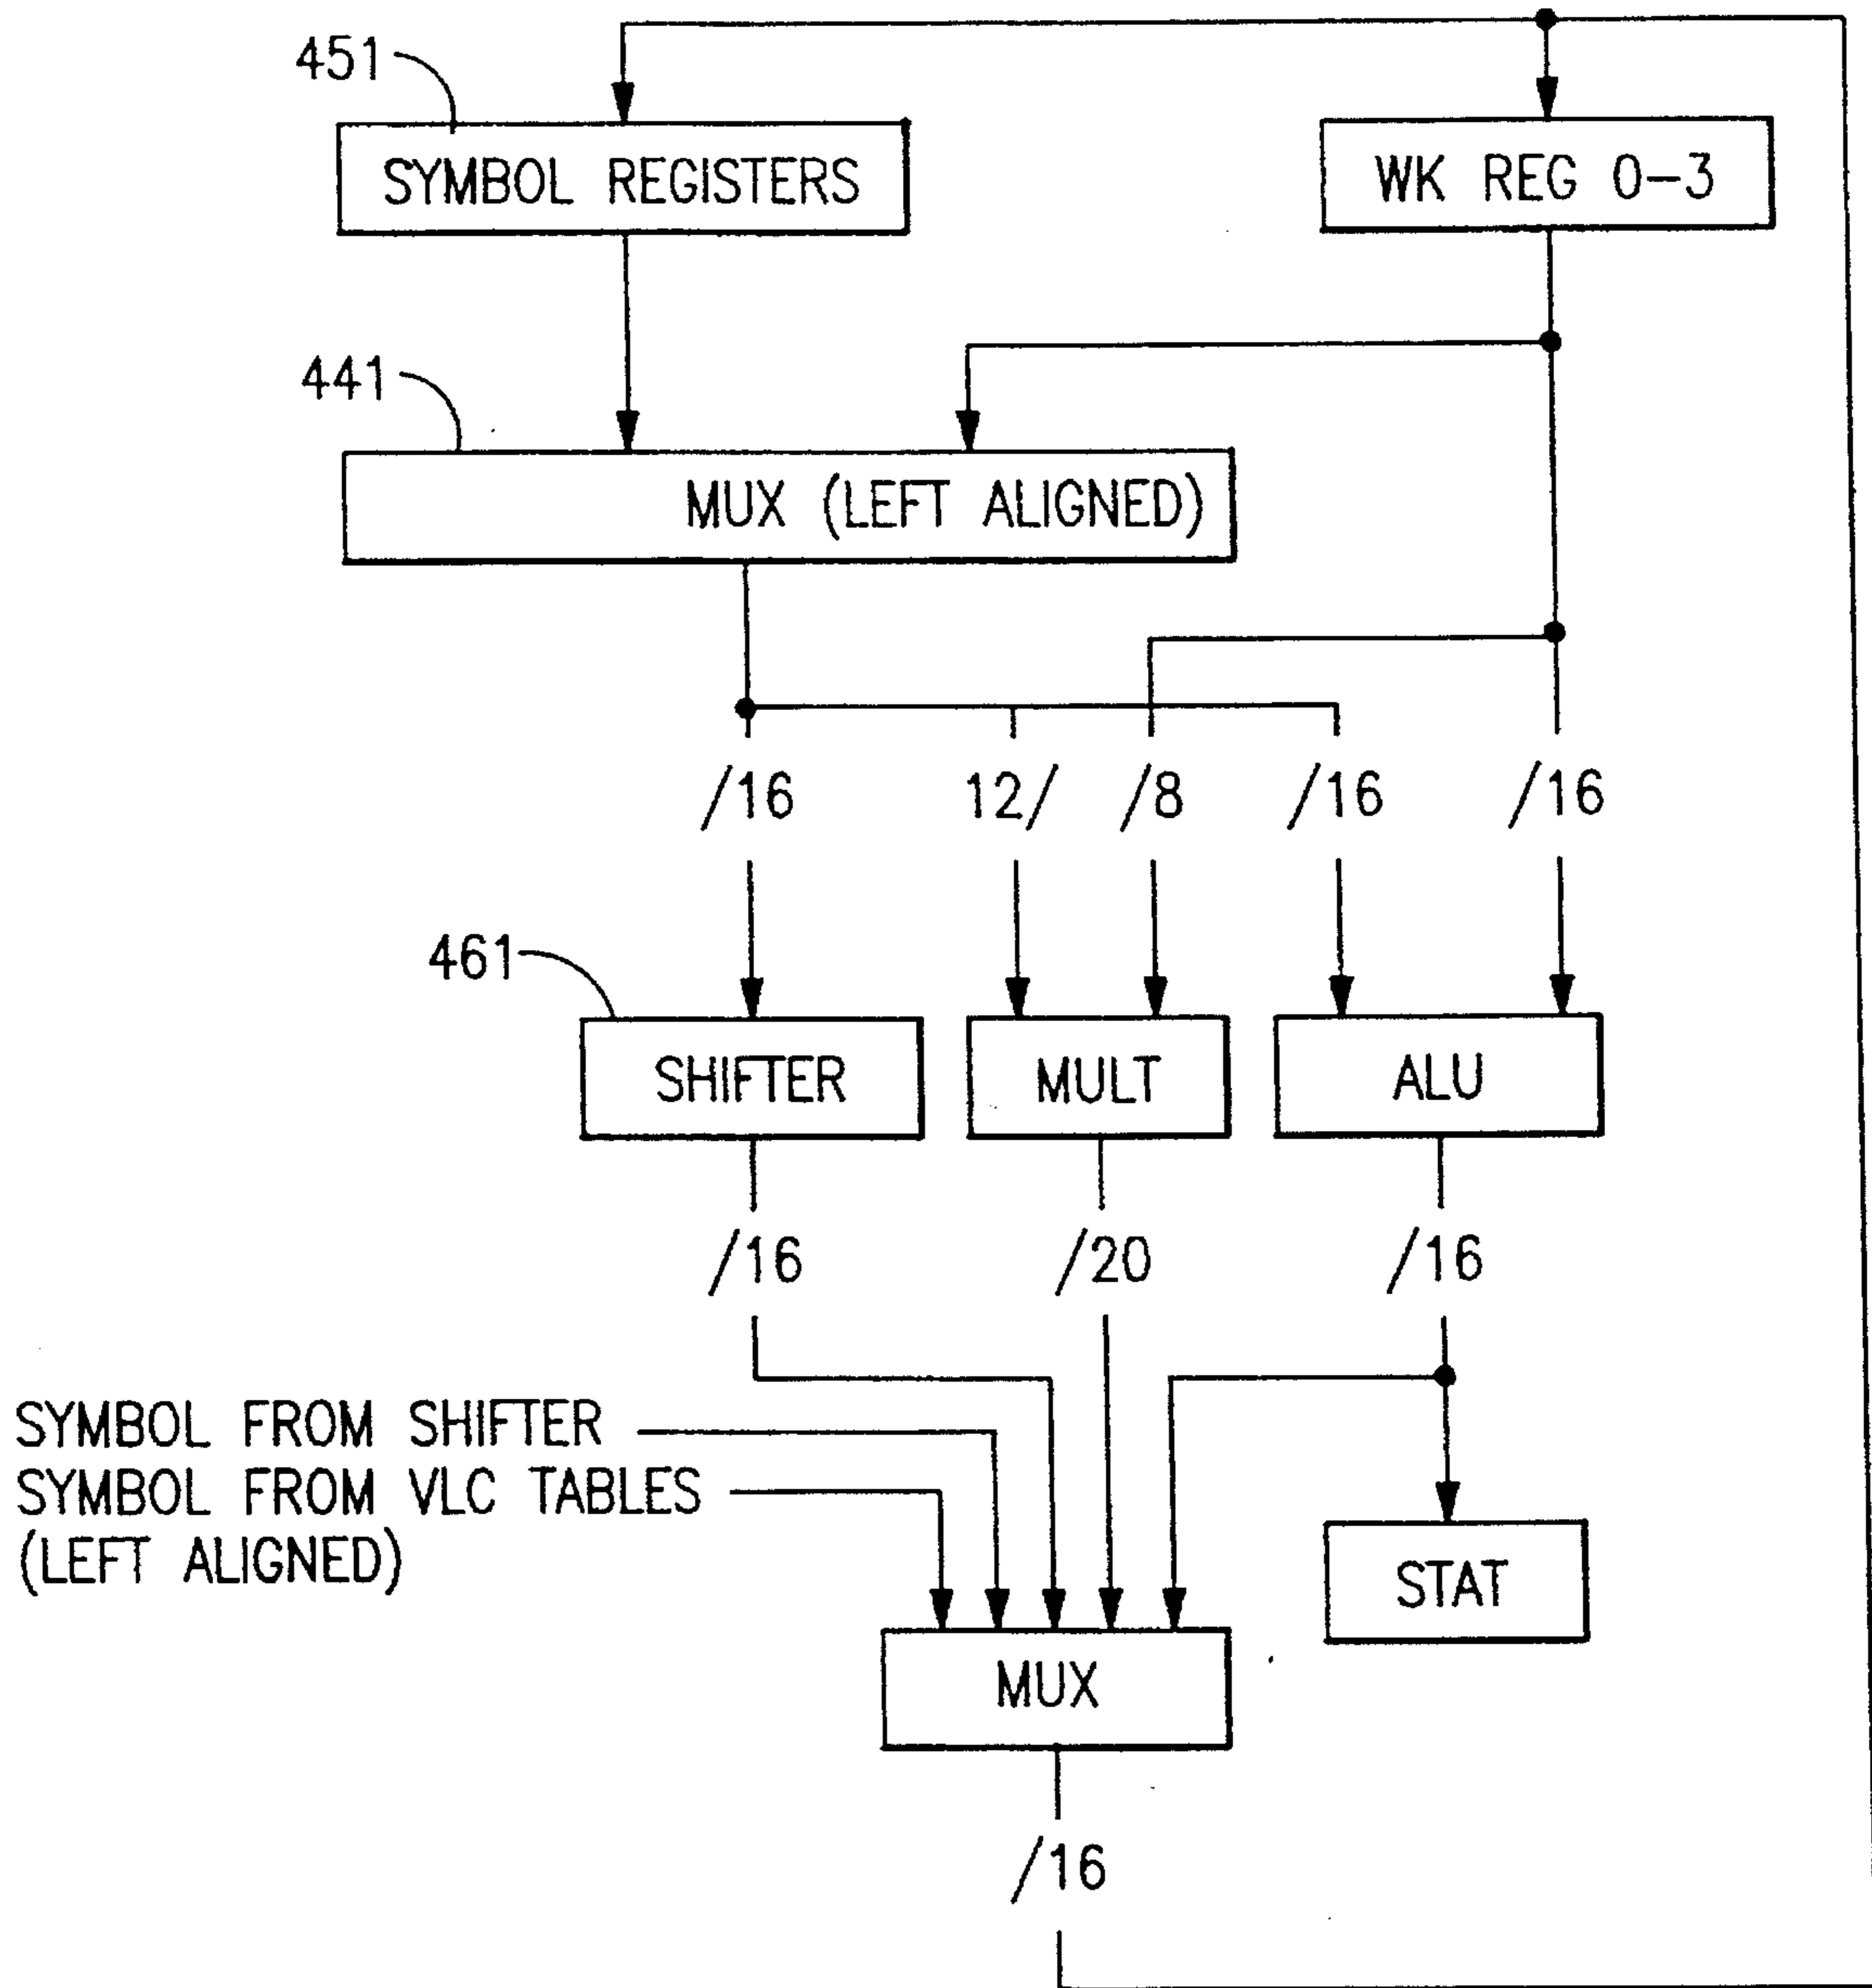 451
SYMBOL REGISTERS
WK REG 0-3
441
MUX (LEFT ALIGNED)
/16
12/
/8
/16
/16
461
SHIFTER
MULT
ALU
/16
/20
/16
SYMBOL FROM SHIFTER
SYMBOL FROM VLC TABLES
(LEFT ALIGNED)
STAT
MUX
/16